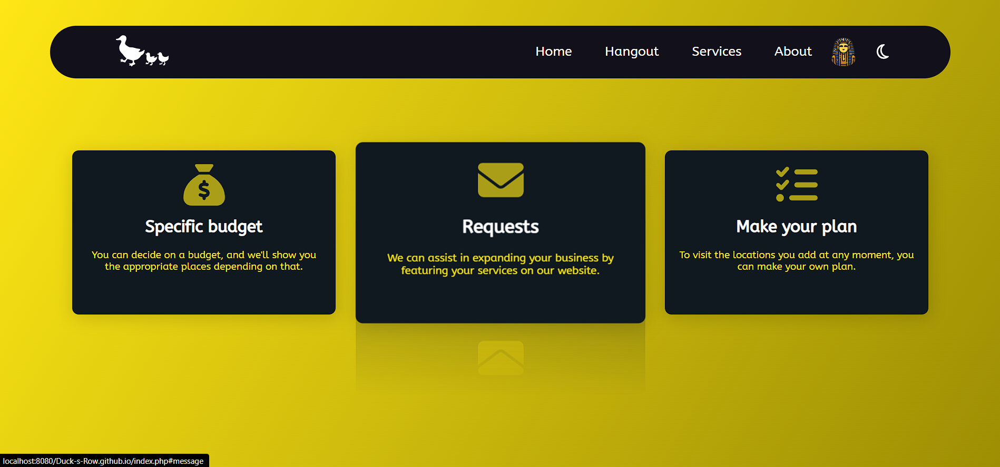 Home Hangout Services About
Specific budget
You can decide on a budget, and we'll show you
the appropriate places depending on that.
Requests
We can assist in expanding your business by
featuring your services on our website.
Make your plan
To visit the locations you add at any moment, you
can make your own plan.
localhost:8080/Duck-s-Row.github.io/index.php#message